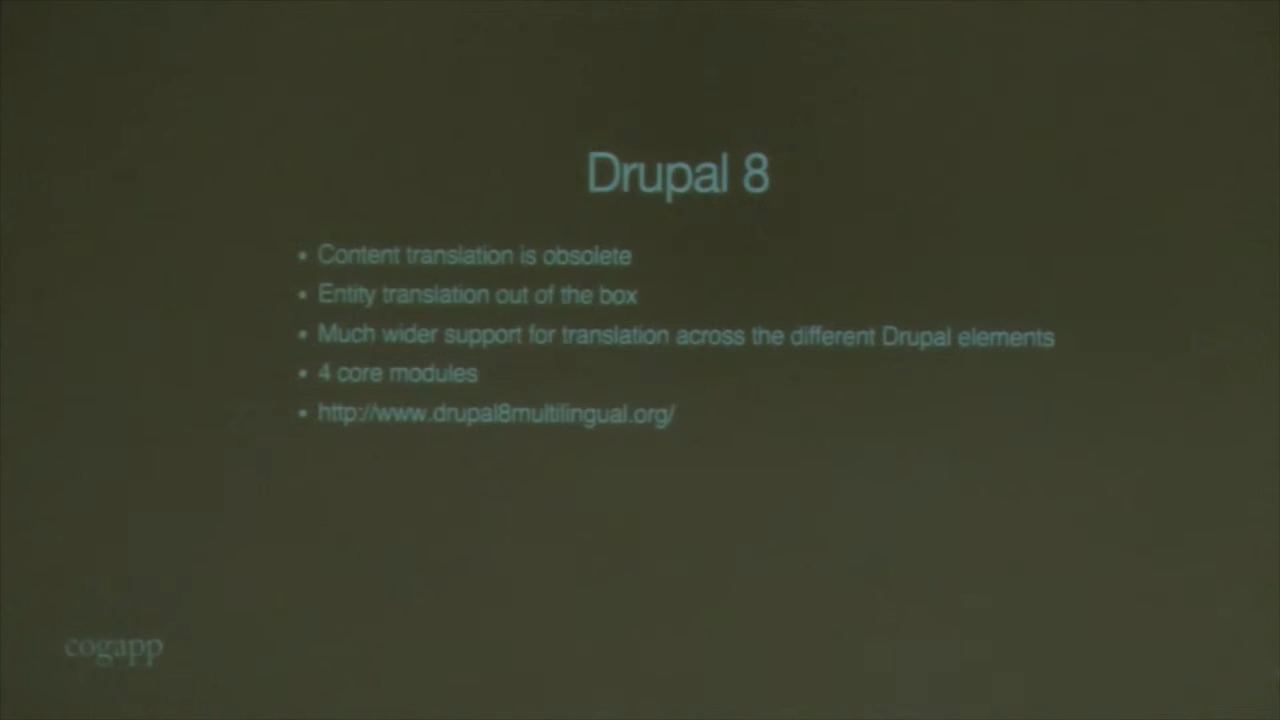 Drupal 8
• Content translation is obsolete
• Entity translation out of the box
• Much wider support for translation across the different Drupal elements
• 4 core modules
• http://www.drupal8multilingual.org/
cogapp